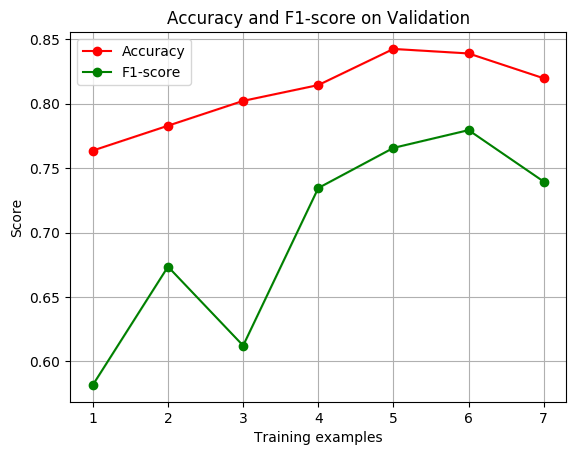 Accuracy and F1-score on Validation
Accuracy
F1-score
0.85
0.80
0.75
0.70
0.65
0.60
Score
1 2 3 4 5 6 7
Training examples